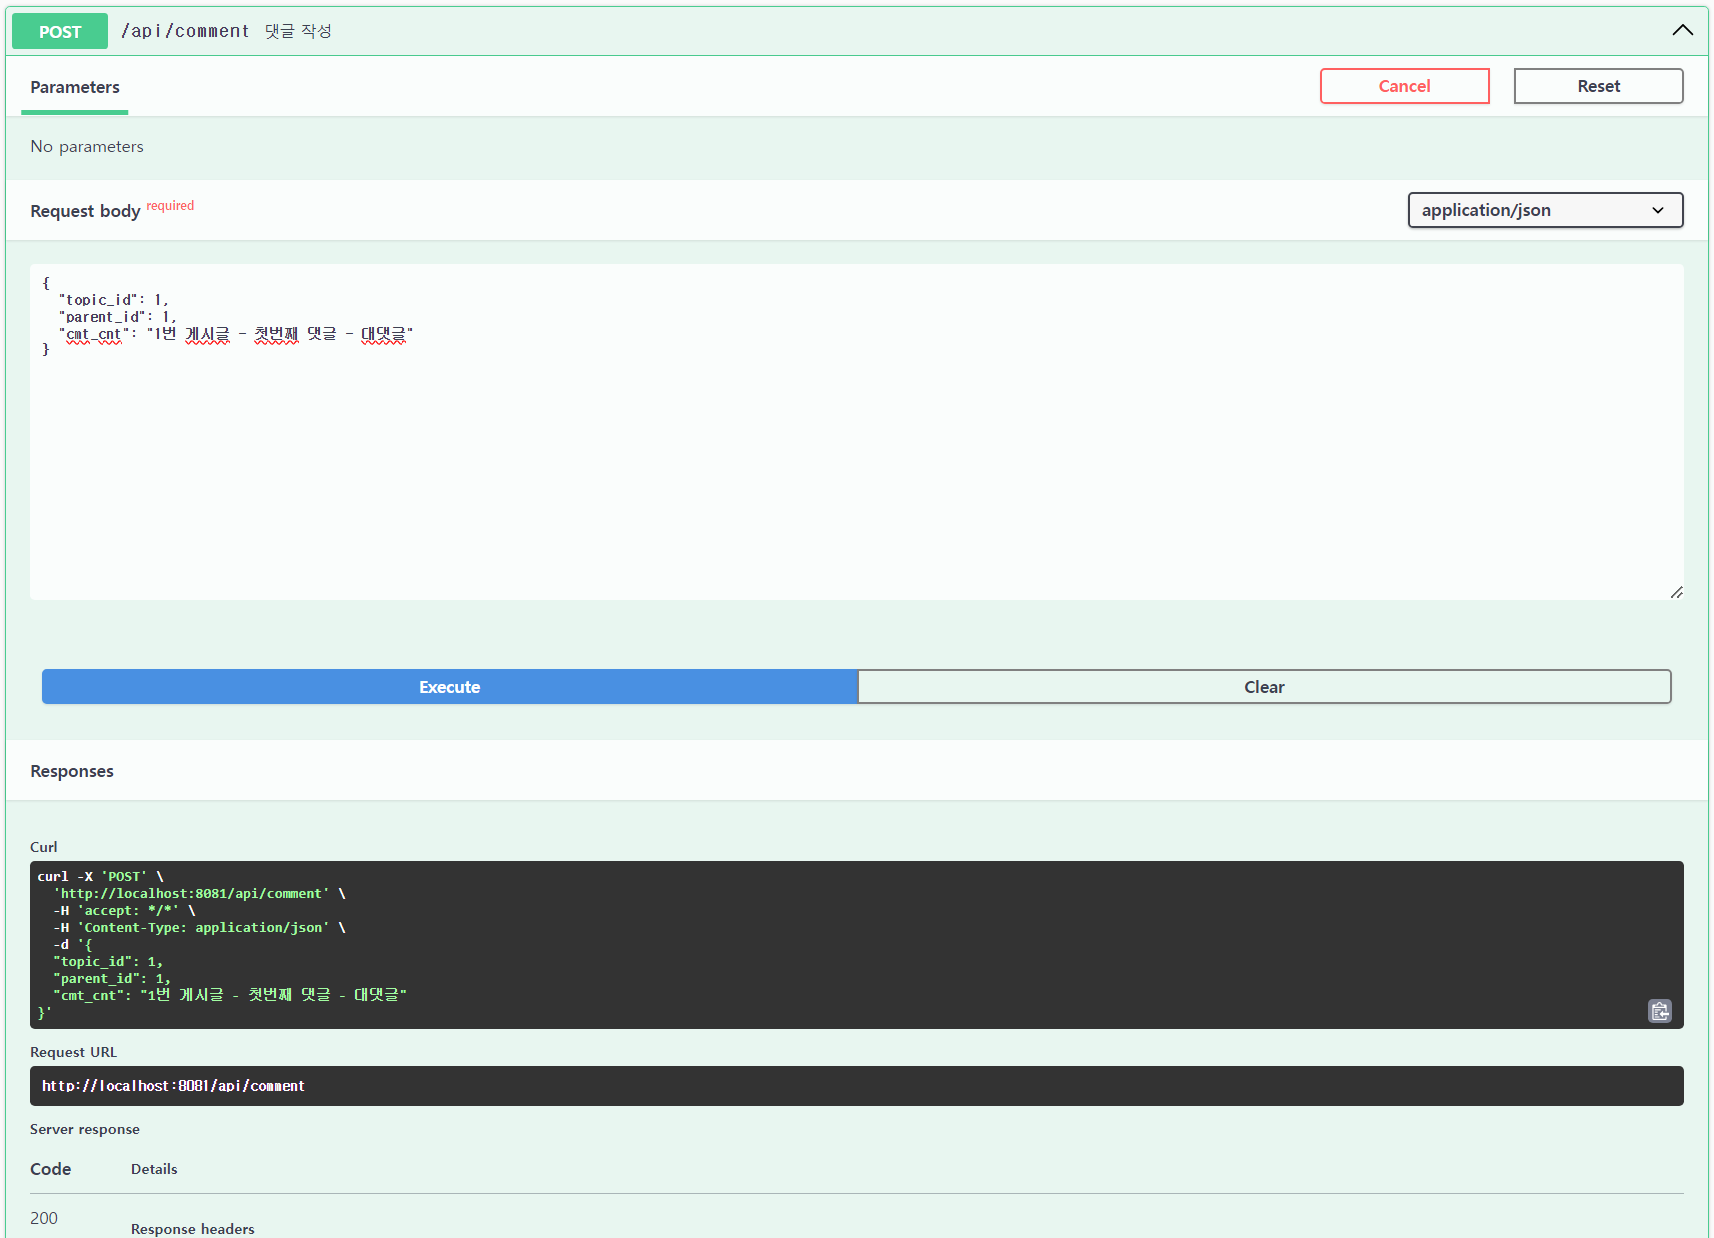 POST /api/comment 댓글 작성
Parameters
Cancel
Reset
No parameters
Request body required
application/json
{
  "topic_id": 1,
  "parent_id": 1,
  "cmt_cnt": "1번 게시글 - 첫번째 댓글 - 대댓글"
}
Execute
Clear
Responses
Curl
curl -X 'POST' \
  'http://localhost:8081/api/comment' \
  -H 'accept: */*' \
  -H 'Content-Type: application/json' \
  -d '{
  "topic_id": 1,
  "parent_id": 1,
  "cmt_cnt": "1번 게시글 - 첫번째 댓글 - 대댓글"
}'
Request URL
http://localhost:8081/api/comment
Server response
Code Details
200
Response headers